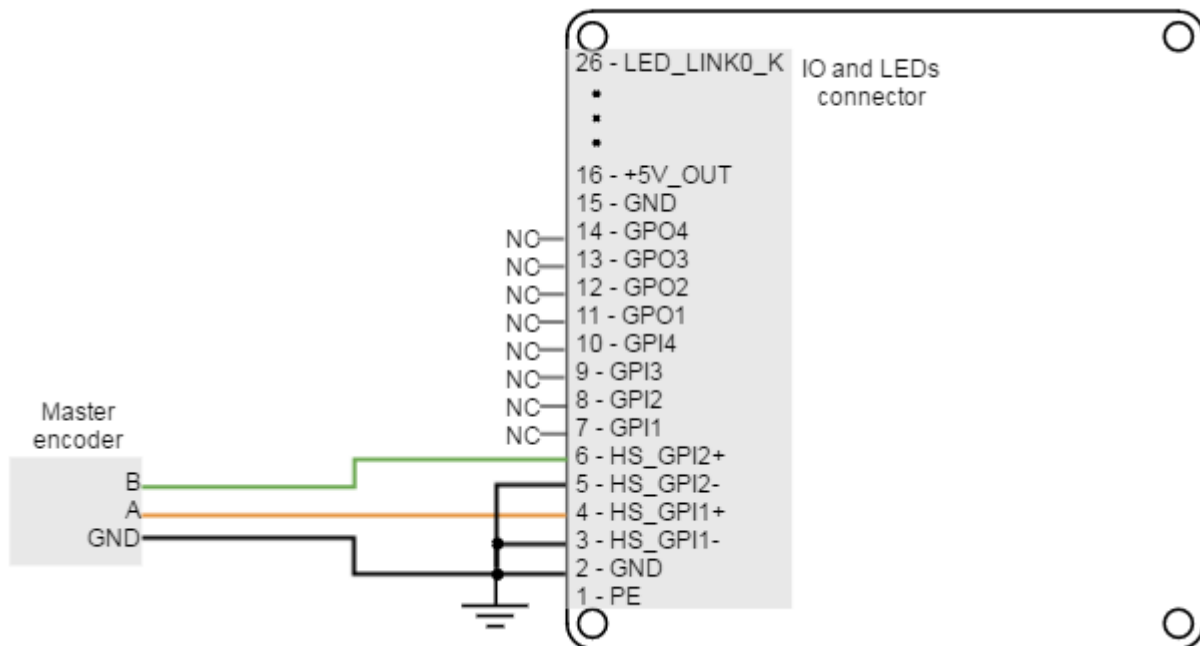 26 - LED_LINK0_K
IO and LEDs
connector
16 - +5V_OUT
15 - GND
NC 14 - GPO4
NC 13 - GPO3
NC 12 - GPO2
NC 11 - GPO1
NC 10 - GPI4
NC 9 - GPI3
NC 8 - GPI2
NC 7 - GPI1
Master
encoder
B
A
GND
6 - HS_GPI2+
5 - HS_GPI2-
4 - HS_GPI1+
3 - HS_GPI1-
2 - GND
1 - PE